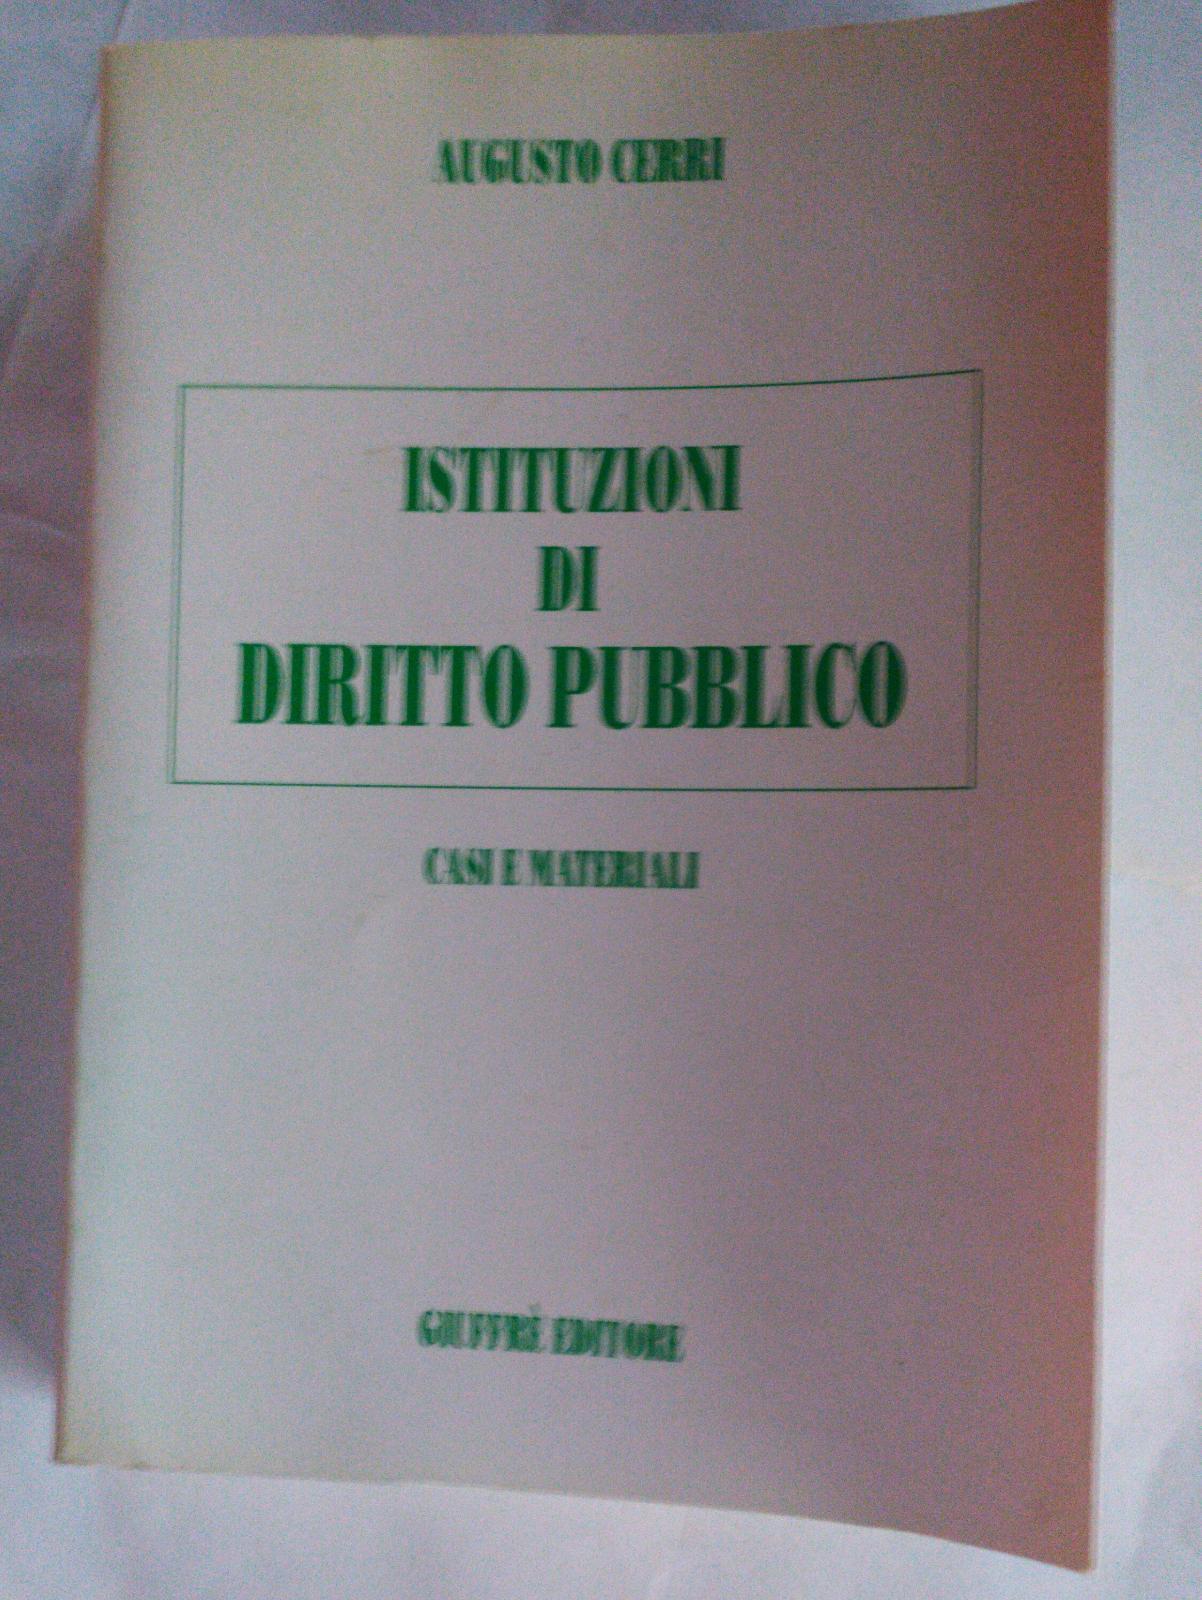 AUGUSTO CERRI
ISTITUZIONI
DI
DIRITTO PUBBLICO
CASI E MATERIALI
GIUFFRÈ EDITORE